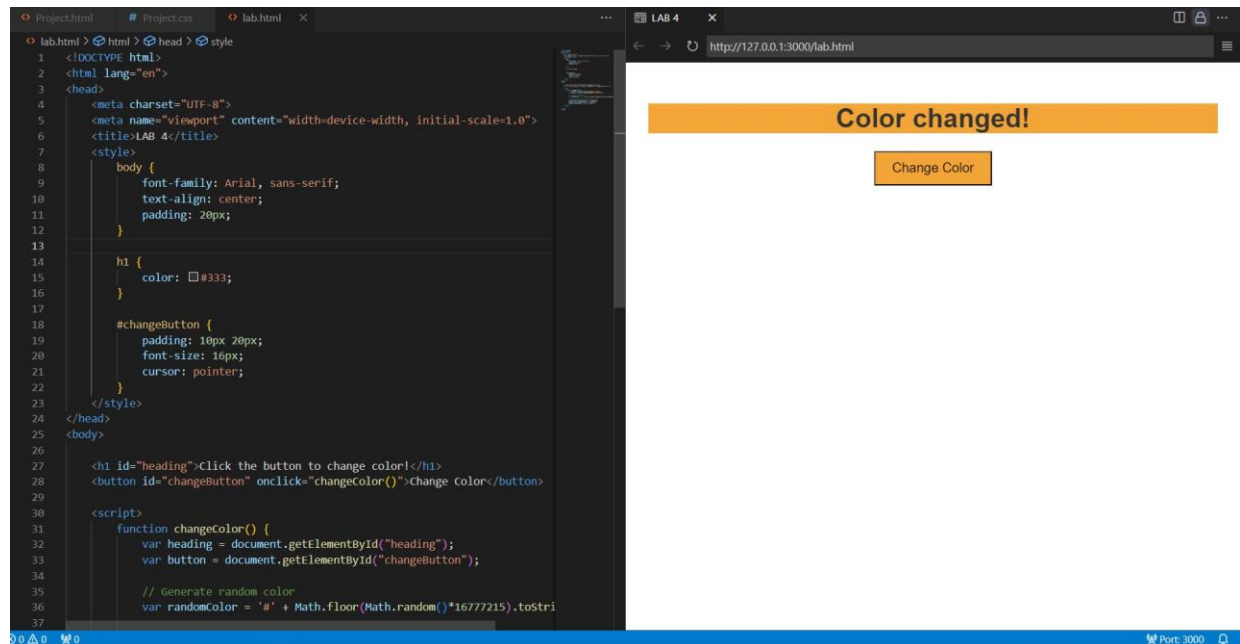 Project.html
# Project.css
lab.html
lab.html > html > head > style
1 <!DOCTYPE html>
2 <html lang="en">
3 <head>
4 <meta charset="UTF-8">
5 <meta name="viewport" content="width=device-width, initial-scale=1.0">
6 <title>LAB 4</title>
7 <style>
8 body {
9 font-family: Arial, sans-serif;
10 text-align: center;
11 padding: 20px;
12 }
13
14 h1 {
15 color: #333;
16 }
17
18 #changeButton {
19 padding: 10px 20px;
20 font-size: 16px;
21 cursor: pointer;
22 }
23 </style>
24 </head>
25 <body>
26
27 <h1 id="heading">Click the button to change color!</h1>
28 <button id="changeButton" onclick="changeColor()">Change Color</button>
29
30 <script>
31 function changeColor() {
32 var heading = document.getElementById("heading");
33 var button = document.getElementById("changeButton");
34
35 // Generate random color
36 var randomColor = '#' + Math.floor(Math.random()*16777215).toStri
37
0 0 0
LAB 4
http://127.0.0.1:3000/lab.html
Color changed!
Change Color
Port: 3000